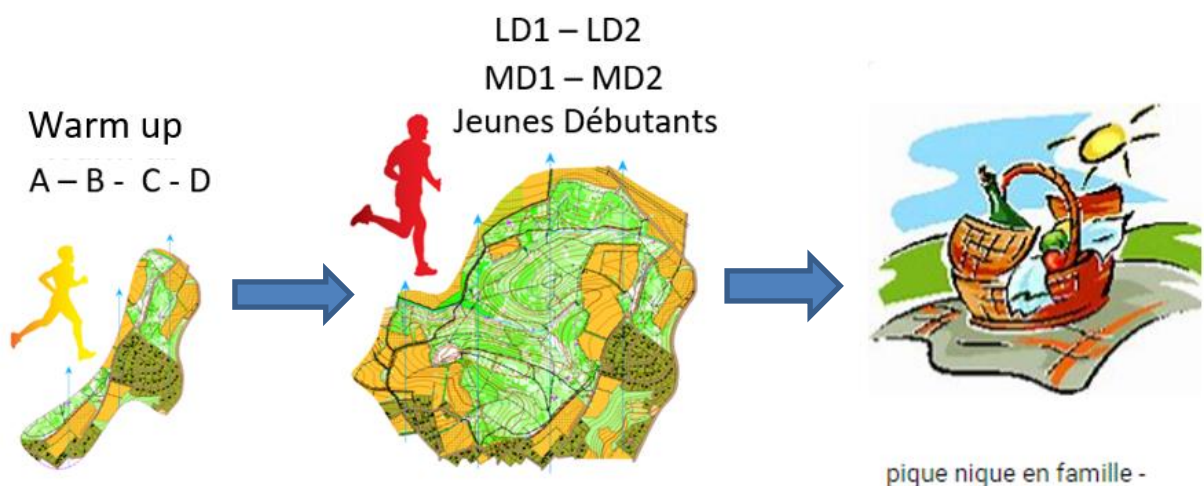 Warm up
A – B - C - D
LD1 – LD2
MD1 – MD2
Jeunes Débutants
pique nique en famille -